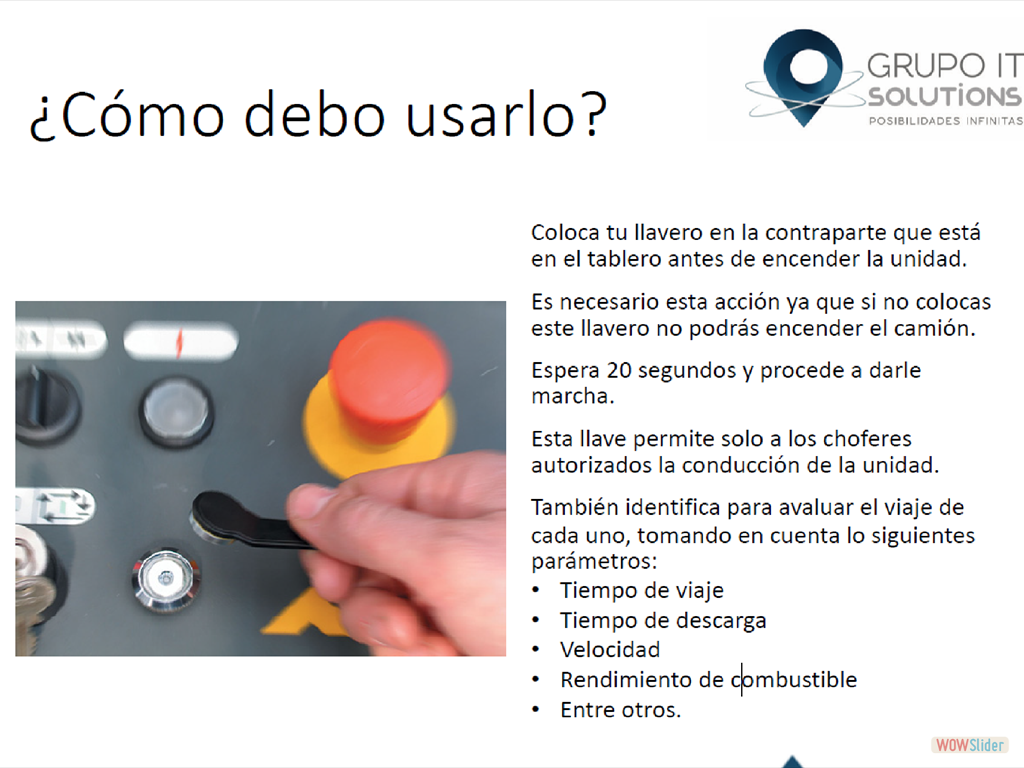 GRUPO IT
SOLUTIONS
POSIBILIDADES INFINITAS
¿Cómo debo usarlo?
Coloca tu llavero en la contraparte que está
en el tablero antes de encender la unidad.
Es necesario esta acción ya que si no colocas
este llavero no podrás encender el camión.
Espera 20 segundos y procede a darle
marcha.
Esta llave permite solo a los choferes
autorizados la conducción de la unidad.
También identifica para avaluar el viaje de
cada uno, tomando en cuenta lo siguientes
parámetros:
• Tiempo de viaje
• Tiempo de descarga
• Velocidad
• Rendimiento de combustible
• Entre otros.
WOWSlider